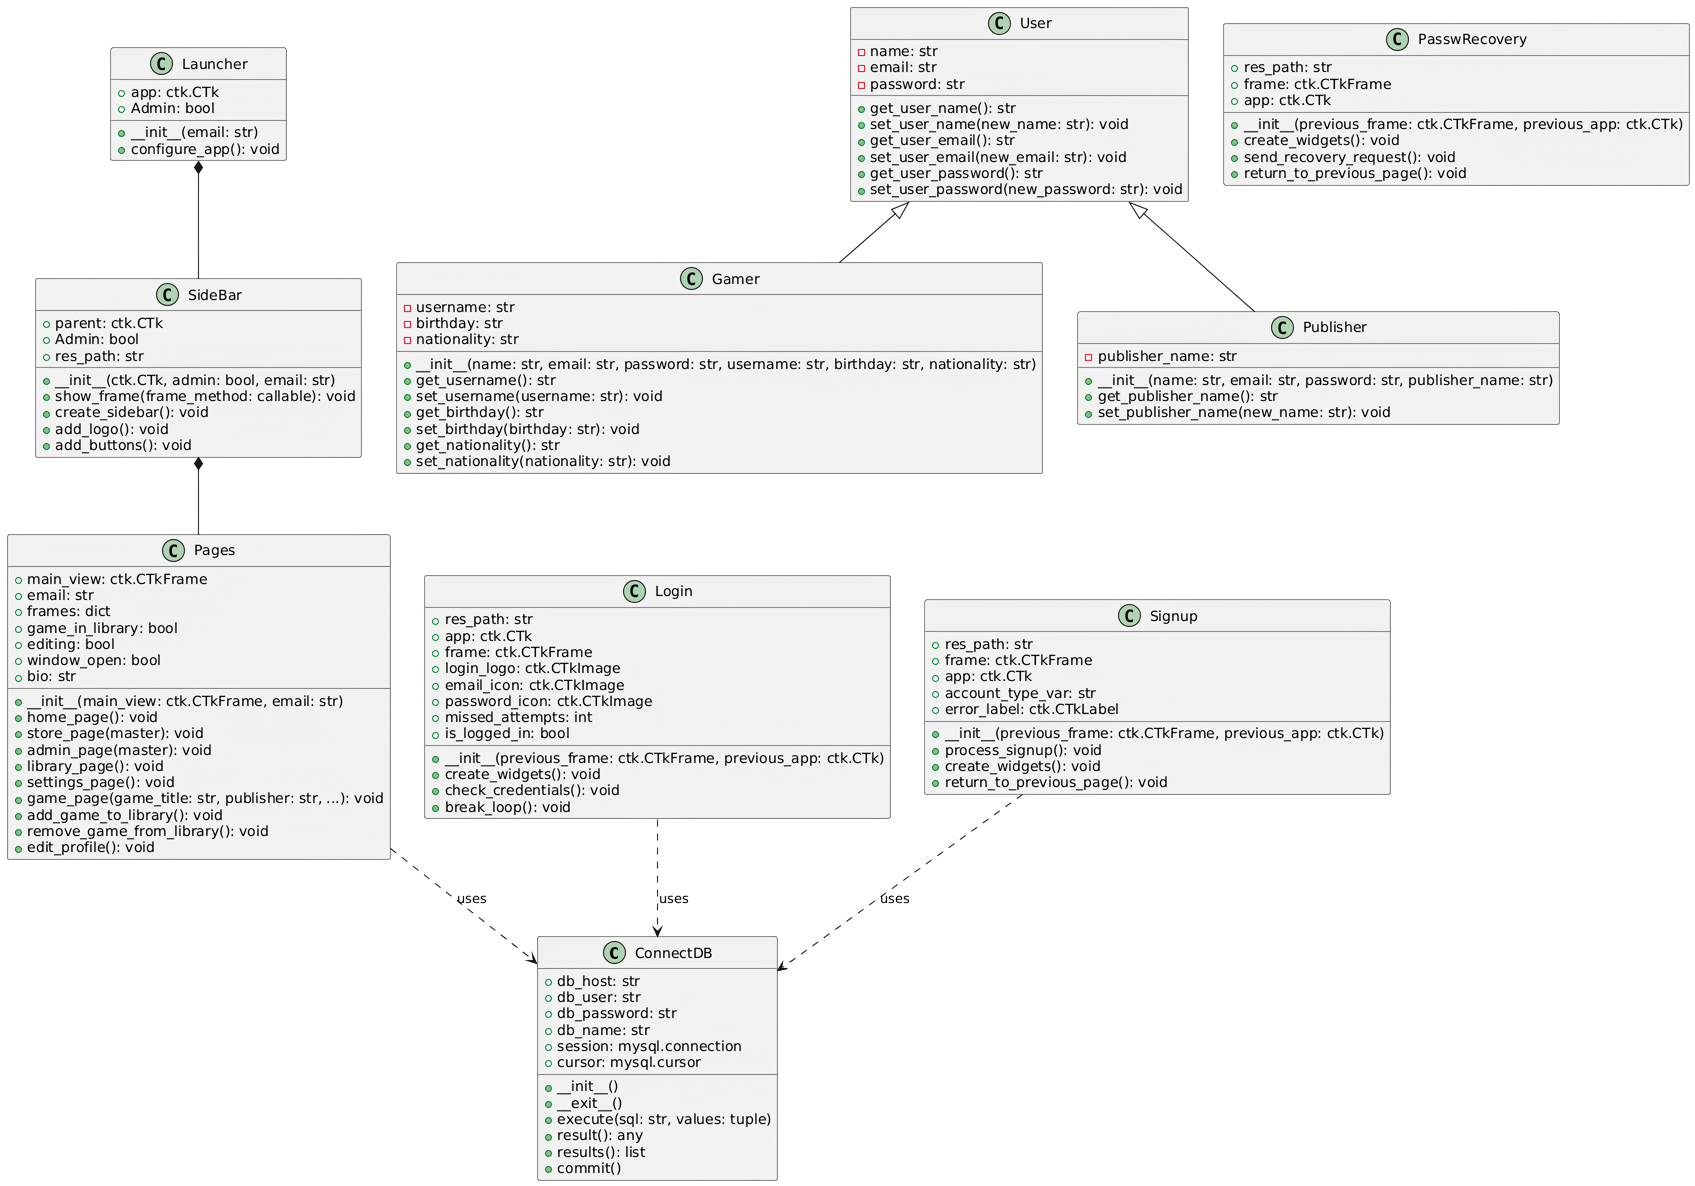 C User
name: str
email: str
password: str
get_user_name(): str
set_user_name(new_name: str): void
get_user_email(): str
set_user_email(new_email: str): void
get_user_password(): str
set_user_password(new_password: str): void
C PasswRecovery
res_path: str
frame: ctk.CTkFrame
app: ctk.CTk
__init__(previous_frame: ctk.CTkFrame, previous_app: ctk.CTk)
create_widgets(): void
send_recovery_request(): void
return_to_previous_page(): void
C Launcher
app: ctk.CTk
Admin: bool
__init__(email: str)
configure_app(): void
C SideBar
parent: ctk.CTk
Admin: bool
res_path: str
__init__(ctk.CTk, admin: bool, email: str)
show_frame(frame_method: callable): void
create_sidebar(): void
add_logo(): void
add_buttons(): void
C Gamer
username: str
birthday: str
nationality: str
__init__(name: str, email: str, password: str, username: str, birthday: str, nationality: str)
get_username(): str
set_username(username: str): void
get_birthday(): str
set_birthday(birthday: str): void
get_nationality(): str
set_nationality(nationality: str): void
C Publisher
publisher_name: str
__init__(name: str, email: str, password: str, publisher_name: str)
get_publisher_name(): str
set_publisher_name(new_name: str): void
C Pages
main_view: ctk.CTkFrame
email: str
frames: dict
game_in_library: bool
editing: bool
window_open: bool
bio: str
__init__(main_view: ctk.CTkFrame, email: str)
home_page(): void
store_page(master): void
admin_page(master): void
library_page(): void
settings_page(): void
game_page(game_title: str, publisher: str, ...): void
add_game_to_library(): void
remove_game_from_library(): void
edit_profile(): void
C Login
res_path: str
app: ctk.CTk
frame: ctk.CTkFrame
login_logo: ctk.CTkImage
email_icon: ctk.CTkImage
password_icon: ctk.CTkImage
missed_attempts: int
is_logged_in: bool
__init__(previous_frame: ctk.CTkFrame, previous_app: ctk.CTk)
create_widgets(): void
check_credentials(): void
break_loop(): void
C Signup
res_path: str
frame: ctk.CTkFrame
app: ctk.CTk
account_type_var: str
error_label: ctk.CTkLabel
__init__(previous_frame: ctk.CTkFrame, previous_app: ctk.CTk)
process_signup(): void
create_widgets(): void
return_to_previous_page(): void
uses
uses
uses
C ConnectDB
db_host: str
db_user: str
db_password: str
db_name: str
session: mysql.connection
cursor: mysql.cursor
__init__()
__exit__()
execute(sql: str, values: tuple)
result(): any
results(): list
commit()